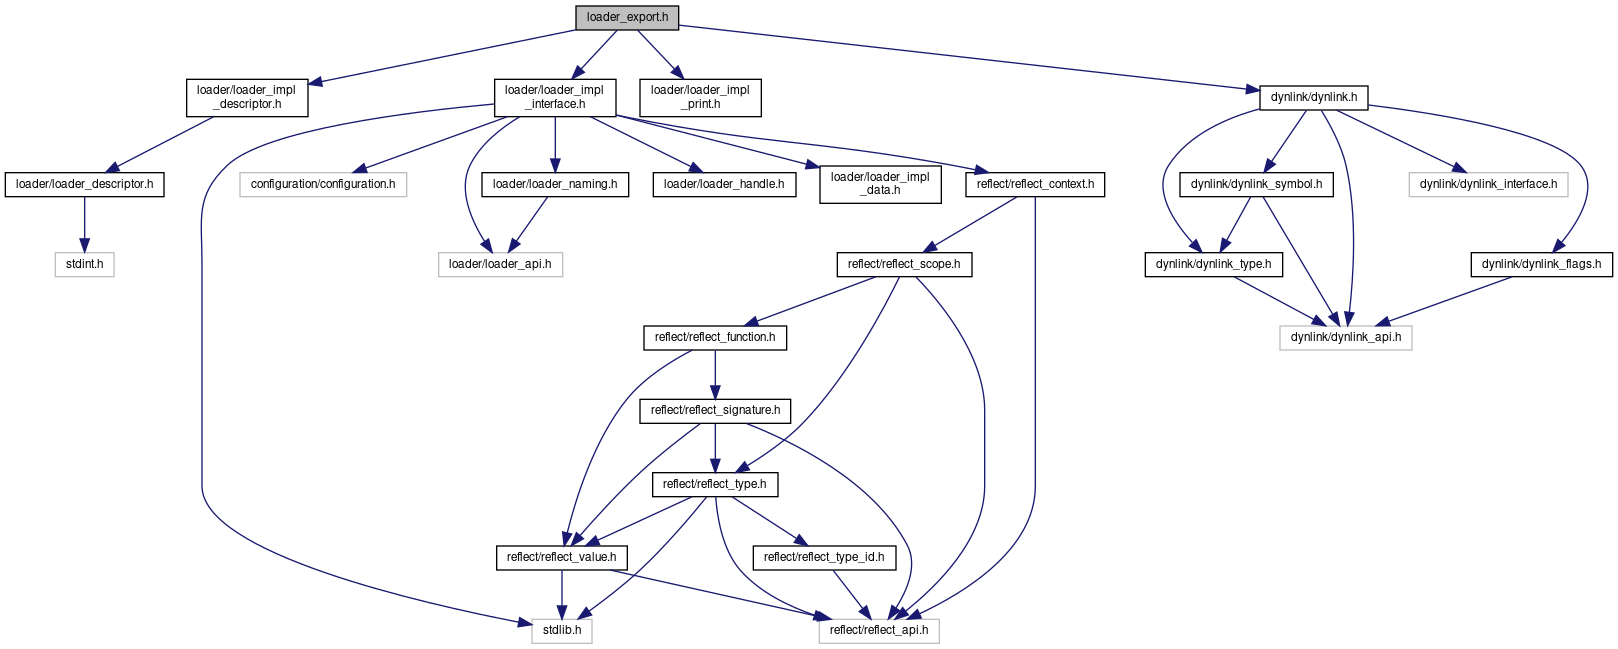 loader_export.h
loader/loader_impl
_descriptor.h
loader/loader_impl
_interface.h
loader/loader_impl
_print.h
dynlink/dynlink.h
loader/loader_descriptor.h
configuration/configuration.h
loader/loader_naming.h
loader/loader_handle.h
loader/loader_impl
_data.h
reflect/reflect_context.h
dynlink/dynlink_symbol.h
dynlink/dynlink_interface.h
stdint.h
loader/loader_api.h
reflect/reflect_scope.h
dynlink/dynlink_type.h
dynlink/dynlink_flags.h
reflect/reflect_function.h
dynlink/dynlink_api.h
reflect/reflect_signature.h
reflect/reflect_type.h
reflect/reflect_value.h
reflect/reflect_type_id.h
stdlib.h
reflect/reflect_api.h